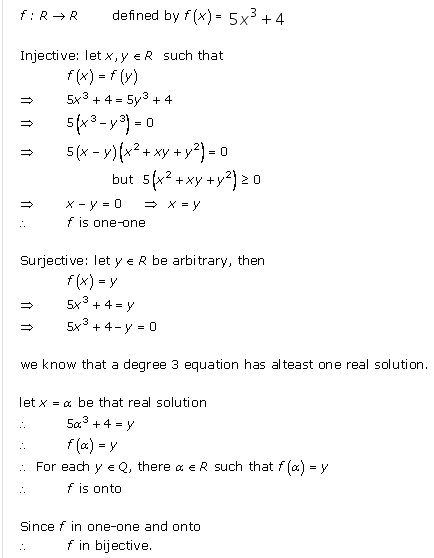 f : R → R defined by f(x) = 5x³ + 4
Injective: let x, y ∈ R such that
f(x) = f(y)
⇒ 5x³ + 4 = 5y³ + 4
⇒ 5(x³ − y³) = 0
⇒ 5(x − y)(x² + xy + y²) = 0
but 5(x² + xy + y²) ≥ 0
⇒ x − y = 0 ⇒ x = y
∴ f is one-one
Surjective: let y ∈ R be arbitrary, then
f(x) = y
⇒ 5x³ + 4 = y
⇒ 5x³ + 4 − y = 0
we know that a degree 3 equation has alteast one real solution.
let x = α be that real solution
∴ 5α³ + 4 = y
∴ f(α) = y
∴ For each y ∈ Q, there α ∈ R such that f(α) = y
∴ f is onto
Since f in one-one and onto
∴ f in bijective.